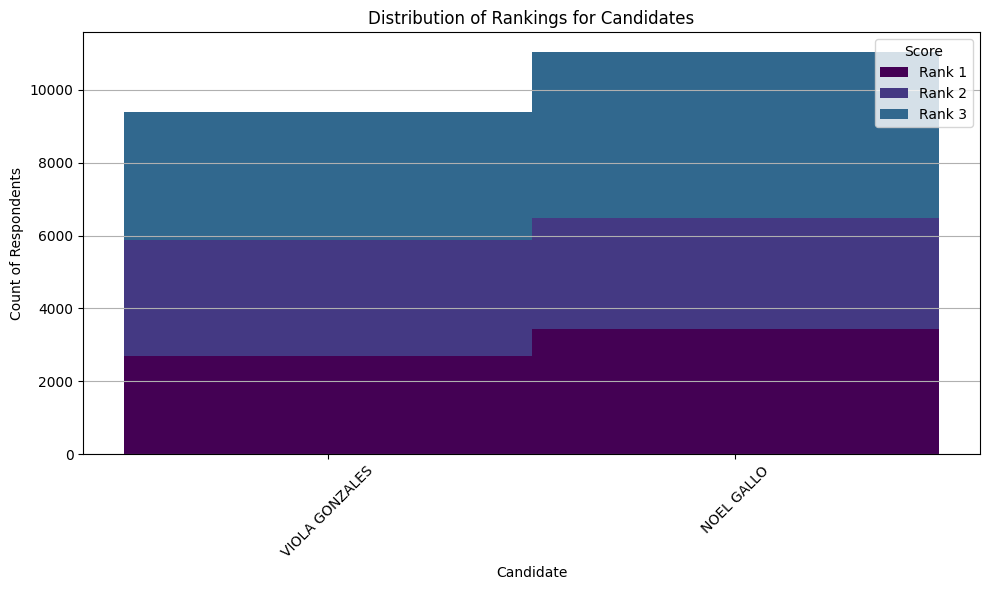 Distribution of Rankings for Candidates
Score
Rank 1
Rank 2
Rank 3
Count of Respondents
10000
8000
6000
4000
2000
0
VIOLA GONZALES
NOEL GALLO
Candidate